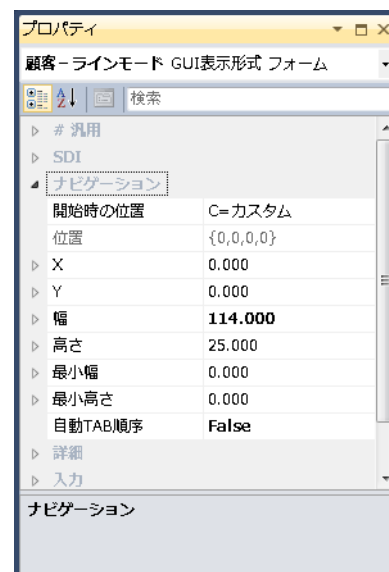 プロパティ
顧客 - ラインモード GUI表示形式 フォーム
検索
# 汎用
SDI
ナビゲーション
開始時の位置 C=カスタム
位置 {0,0,0,0}
X 0.000
Y 0.000
幅 114.000
高さ 25.000
最小幅 0.000
最小高さ 0.000
自動TAB順序 False
詳細
入力
ナビゲーション